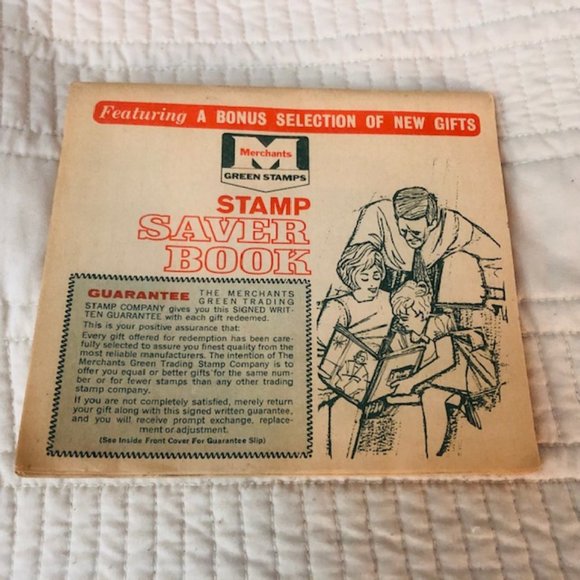 Featuring A BONUS SELECTION OF NEW GIFTS
M
Merchants
GREEN STAMPS
STAMP
SAVER
BOOK
GUARANTEE THE MERCHANTS
GREEN TRADING
STAMP COMPANY gives you this SIGNED WRIT-
TEN GUARANTEE with each gift redeemed.
This is your positive assurance that:
Every gift offered for redemption has been care-
fully selected to assure you finest quality from the
most reliable manufacturers. The intention of The
Merchants Green Trading Stamp Company is to
offer you equal or better gifts for the same num-
ber or for fewer stamps than any other trading
stamp company.
If you are not completely satisfied, merely return
your gift along with this signed written guarantee,
and you will receive prompt exchange, replace-
ment or adjustment.
(See Inside Front Cover For Guarantee Slip)